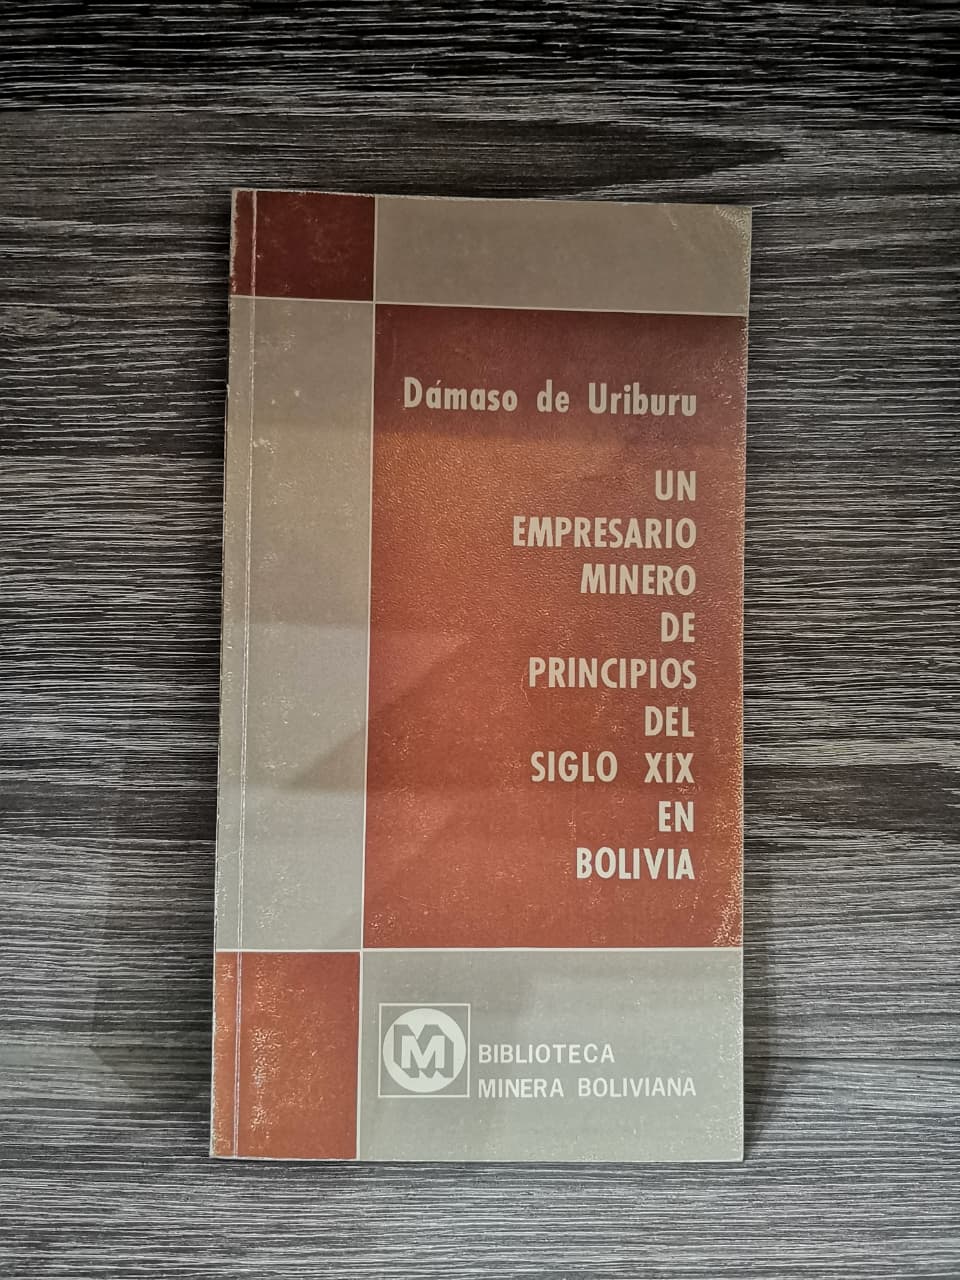 Dámaso de Uriburu
UN
EMPRESARIO
MINERO
DE
PRINCIPIOS
DEL
SIGLO XIX
EN
BOLIVIA
M
BIBLIOTECA
MINERA BOLIVIANA